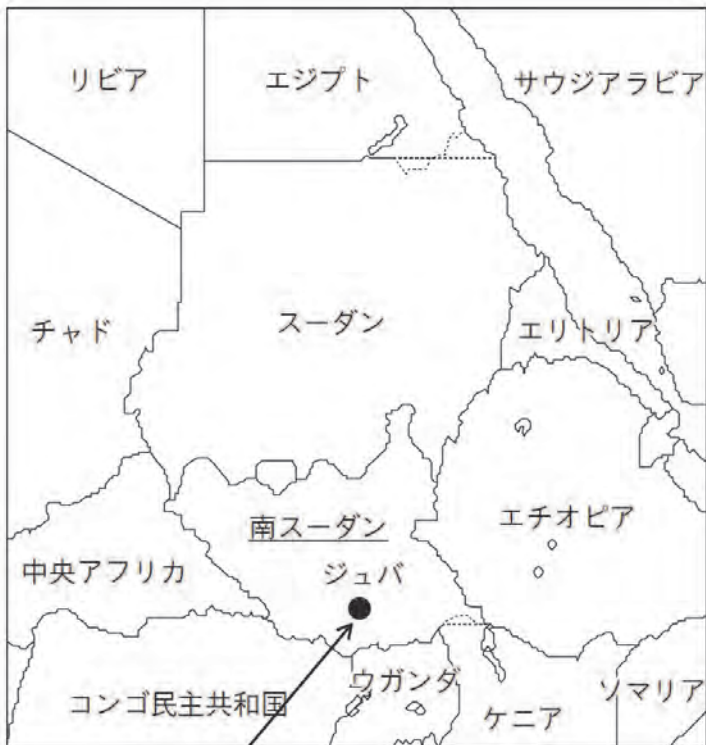 リビア
エジプト
サウジアラビア
チャド
スーダン
エリトリア
南スーダン
エチオピア
中央アフリカ
ジュバ
コンゴ民主共和国
ウガンダ
ケニア
ソマリア